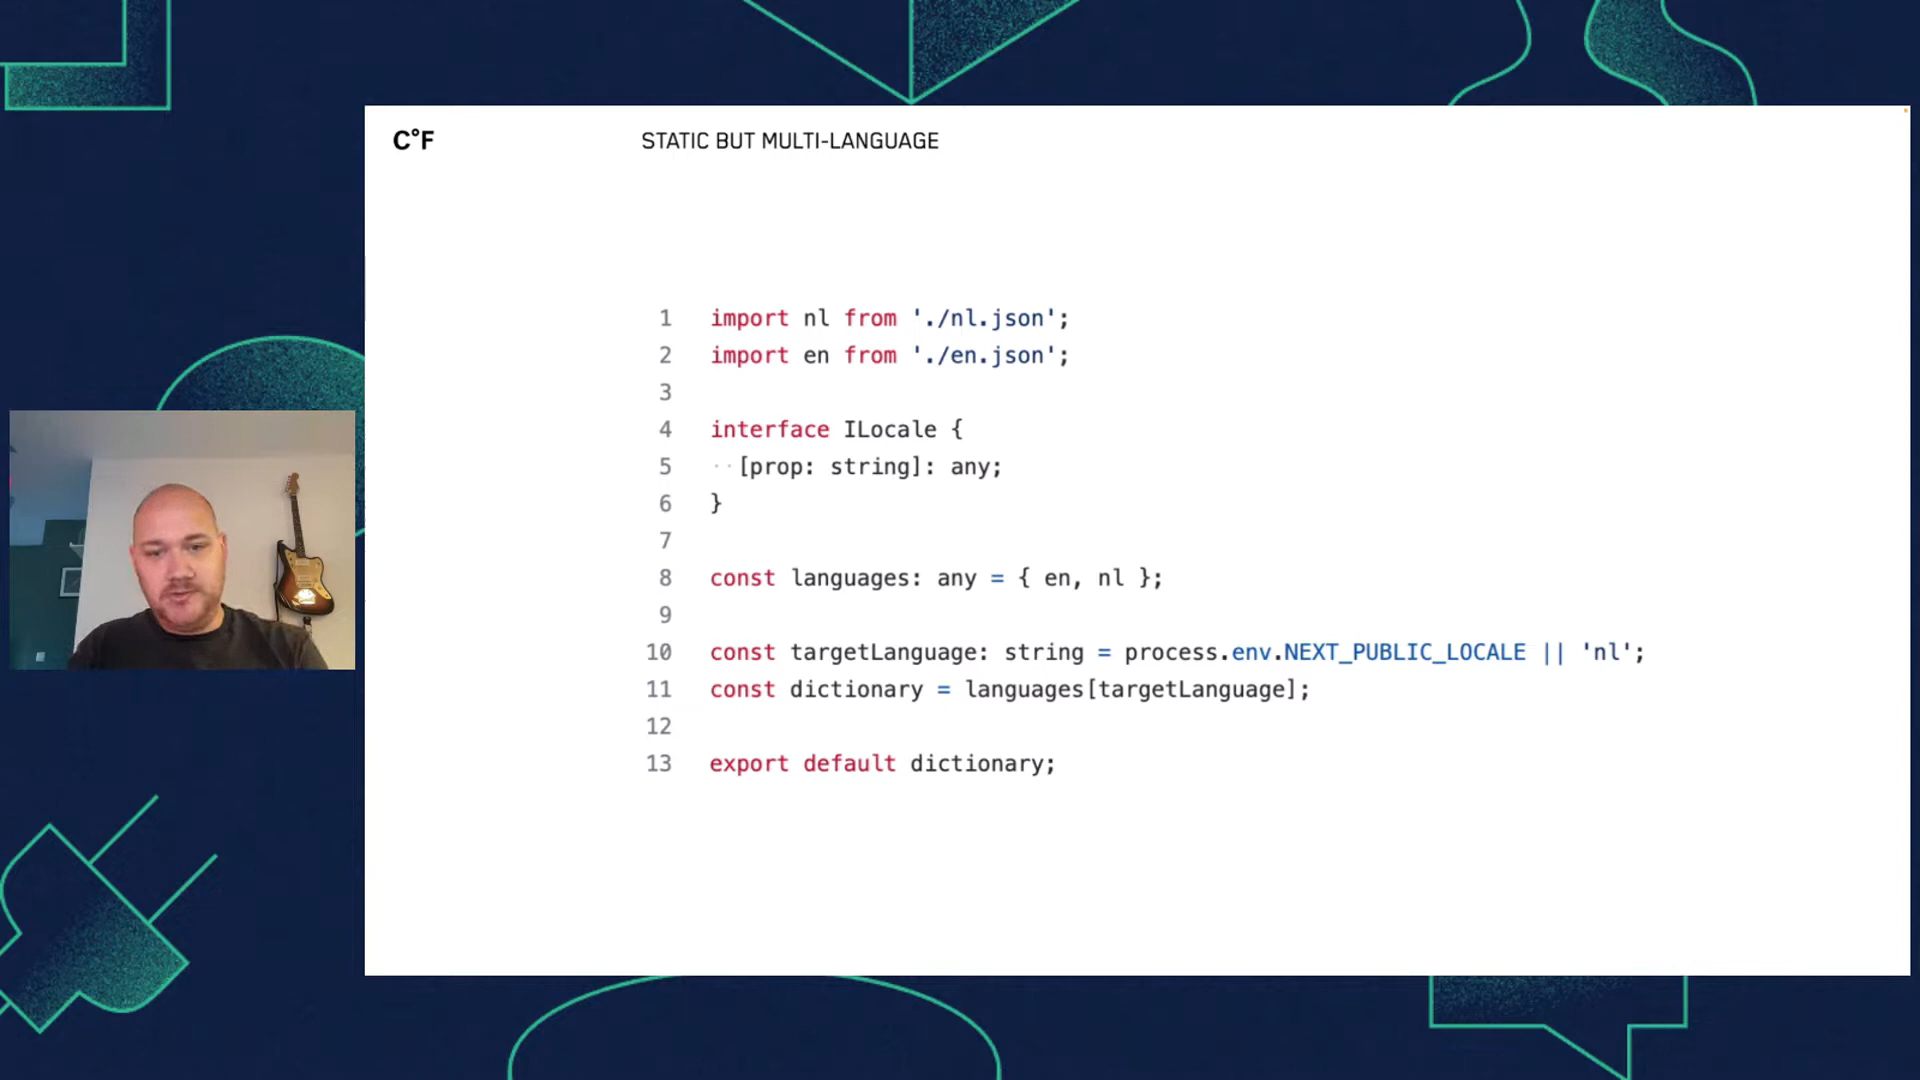 C°F
STATIC BUT MULTI-LANGUAGE
1 import nl from './nl.json';
2 import en from './en.json';
3
4 interface ILocale {
5 ··[prop: string]: any;
6 }
7
8 const languages: any = { en, nl };
9
10 const targetLanguage: string = process.env.NEXT_PUBLIC_LOCALE || 'nl';
11 const dictionary = languages[targetLanguage];
12
13 export default dictionary;